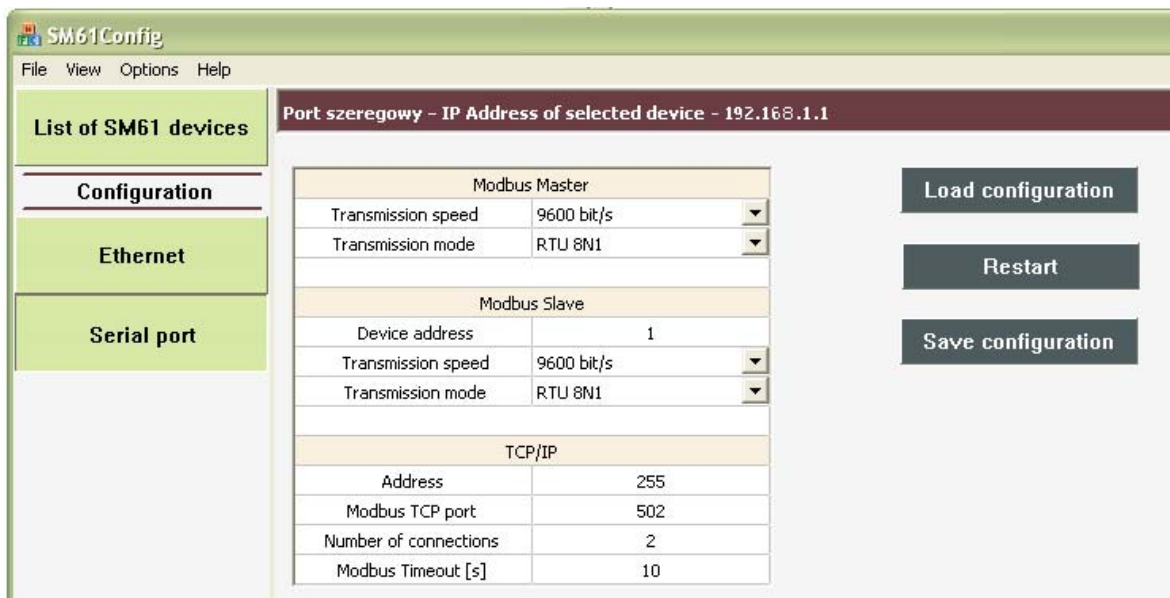 SM61Config
File View Options Help
List of SM61 devices
Configuration
Ethernet
Serial port
Port szeregowy - IP Address of selected device - 192.168.1.1
Modbus Master
Transmission speed 9600 bit/s
Transmission mode RTU 8N1
Modbus Slave
Device address 1
Transmission speed 9600 bit/s
Transmission mode RTU 8N1
TCP/IP
Address 255
Modbus TCP port 502
Number of connections 2
Modbus Timeout [s] 10
Load configuration
Restart
Save configuration